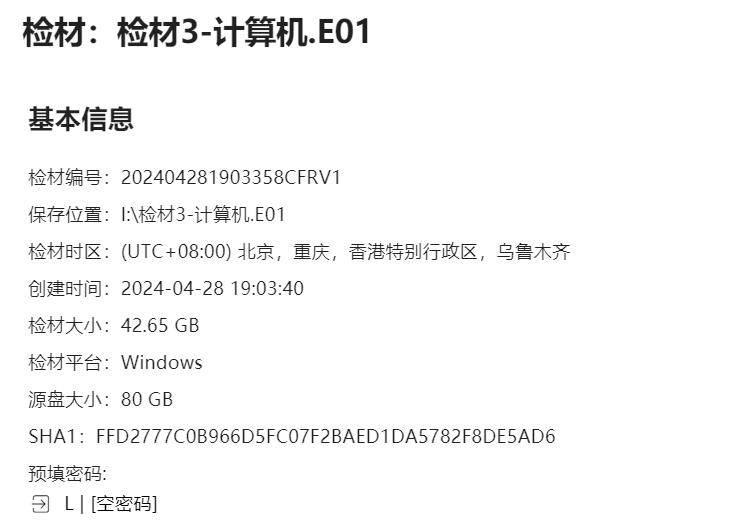 检材：检材3-计算机.E01
基本信息
检材编号：202404281903358CFRV1
保存位置：I:\检材3-计算机.E01
检材时区：(UTC+08:00) 北京，重庆，香港特别行政区，乌鲁木齐
创建时间：2024-04-28 19:03:40
检材大小：42.65 GB
检材平台：Windows
源盘大小：80 GB
SHA1：FFD2777C0B966D5FC07F2BAED1DA5782F8DE5AD6
预填密码:
L | [空密码]